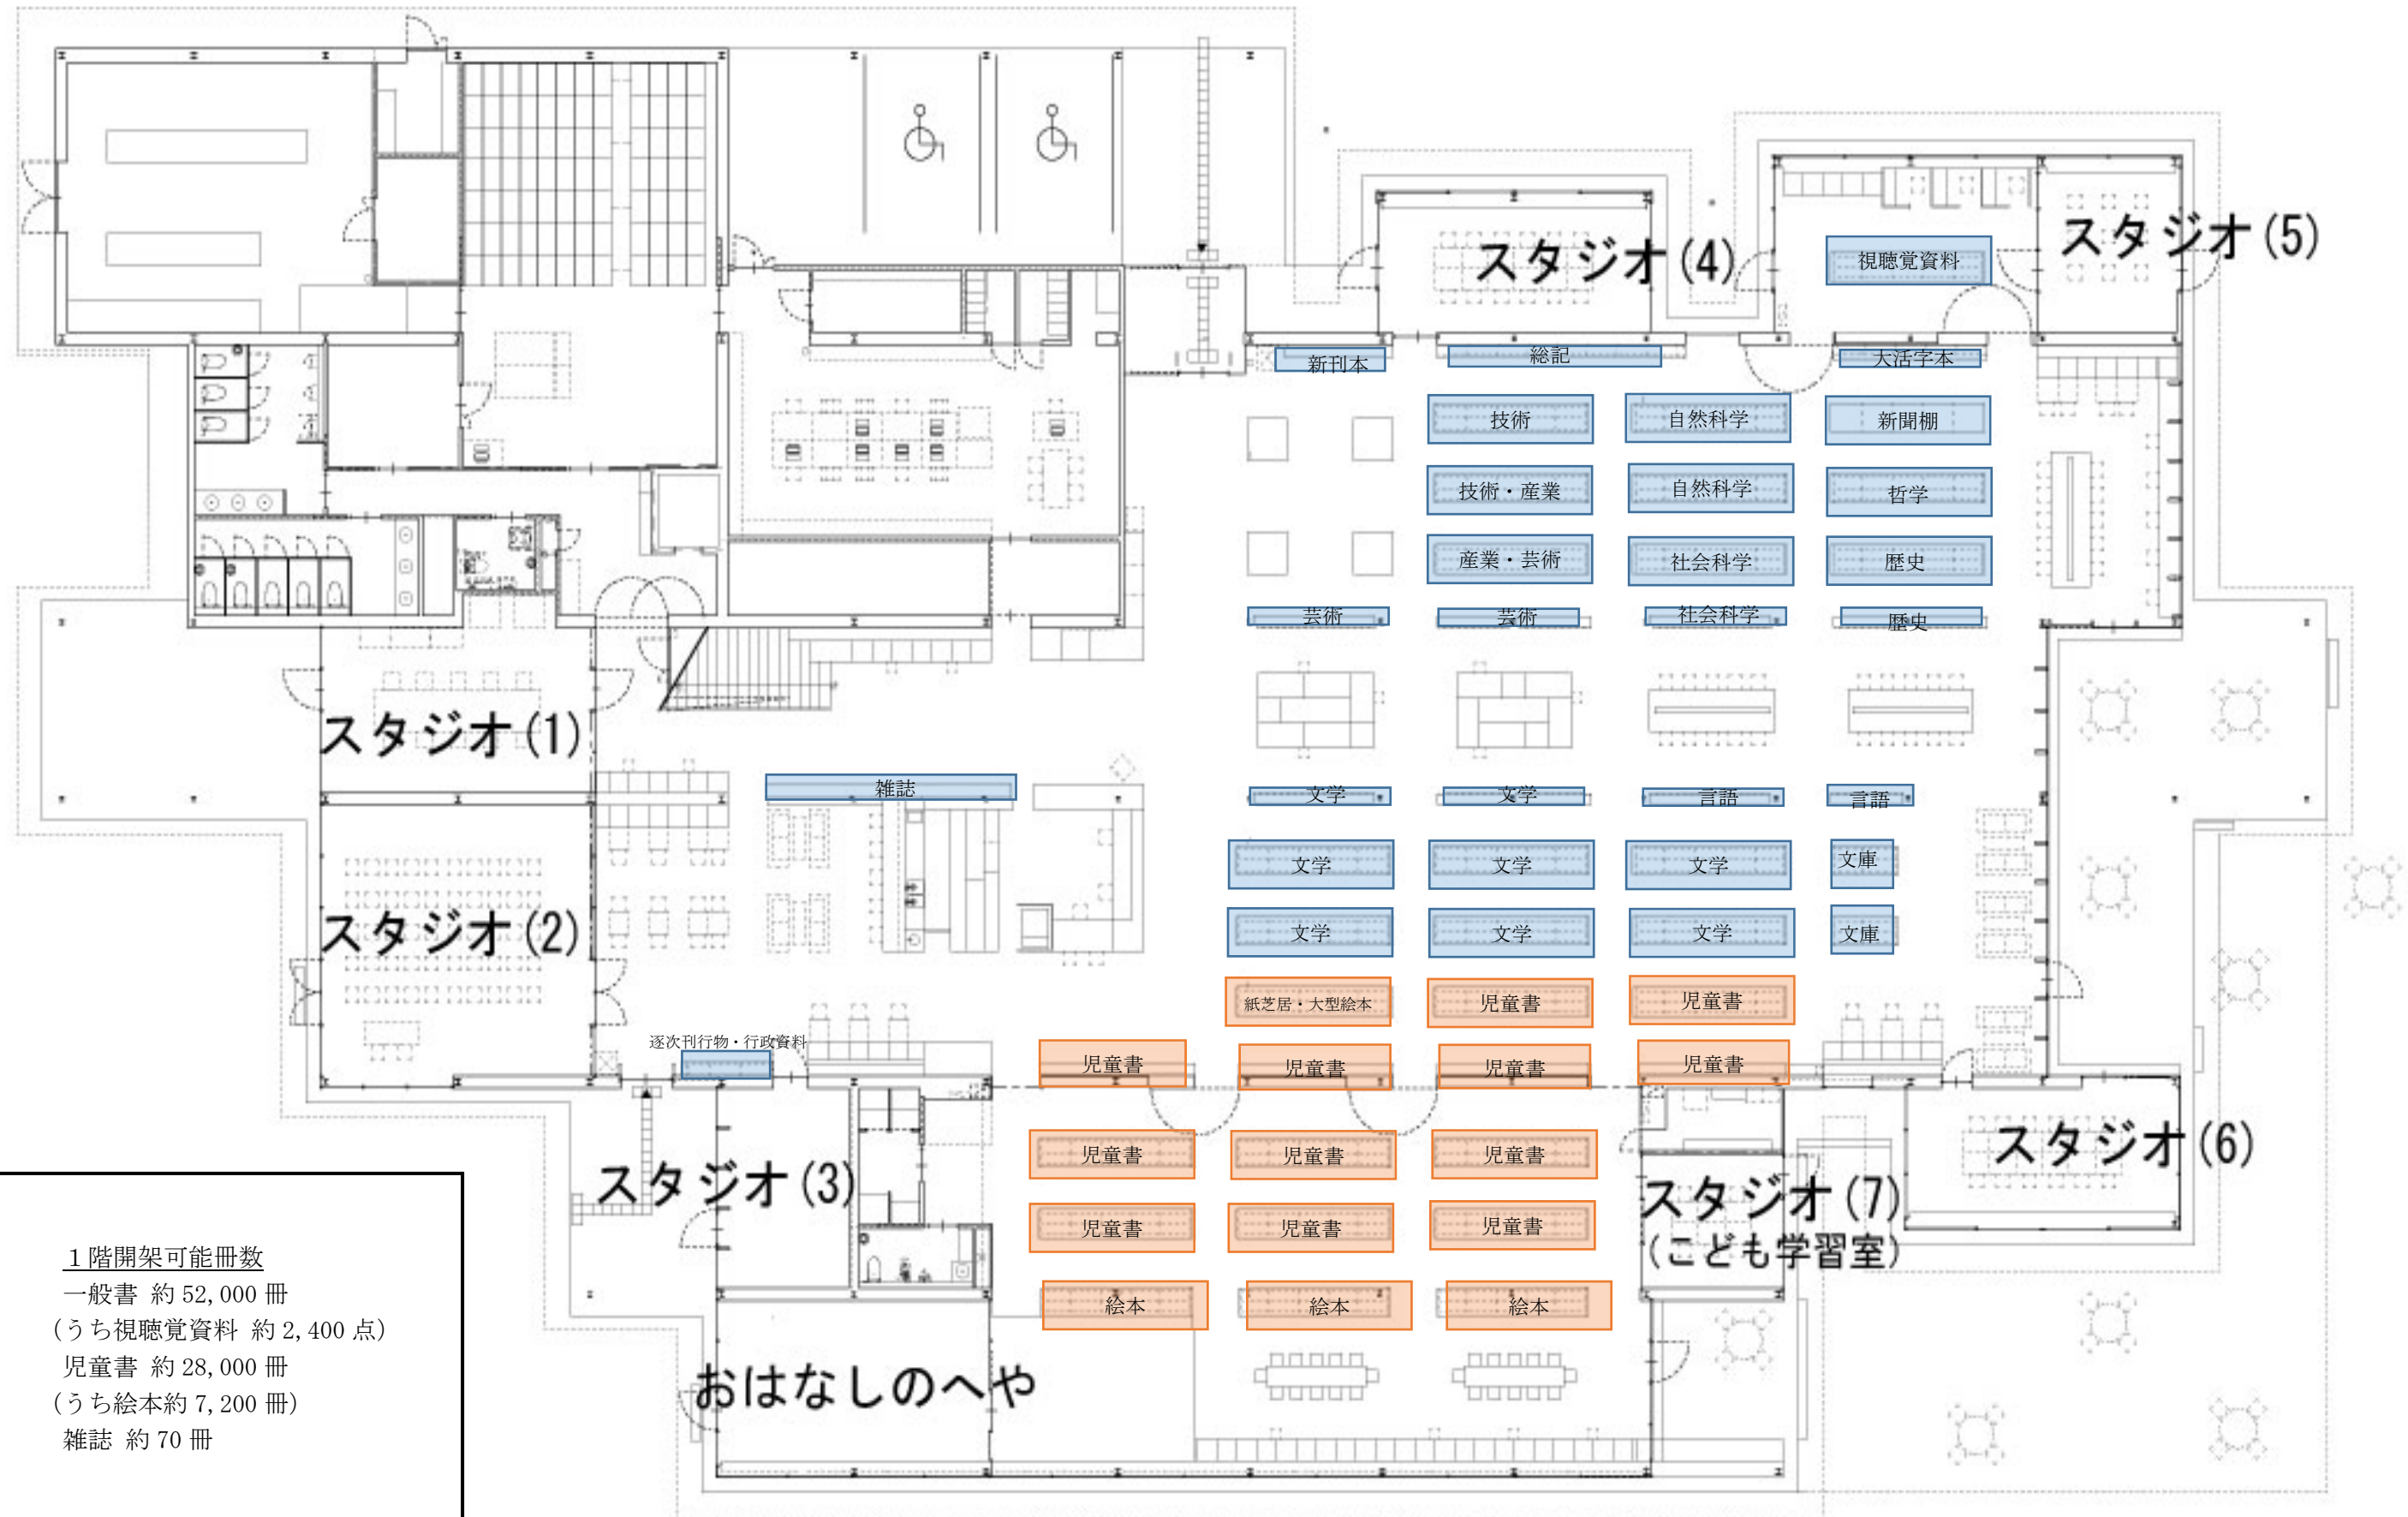 スタジオ(4)
スタジオ(5)
視聴覚資料
新刊本
総記
大活字本
技術
自然科学
新聞棚
技術・産業
自然科学
哲学
産業・芸術
社会科学
歴史
芸術
芸術
社会科学
歴史
スタジオ(1)
雑誌
文学
文学
言語
言語
文学
文学
文学
文庫
スタジオ(2)
文学
文学
文学
文庫
紙芝居・大型絵本
児童書
児童書
逐次刊行物・行政資料
児童書
児童書
児童書
児童書
スタジオ(3)
児童書
児童書
児童書
スタジオ(6)
スタジオ(7)
(こども学習室)
児童書
児童書
児童書
絵本
絵本
絵本
おはなしのへや
１階開架可能冊数
一般書 約52,000冊
(うち視聴覚資料 約2,400点)
児童書 約28,000冊
(うち絵本約7,200冊)
雑誌 約70冊